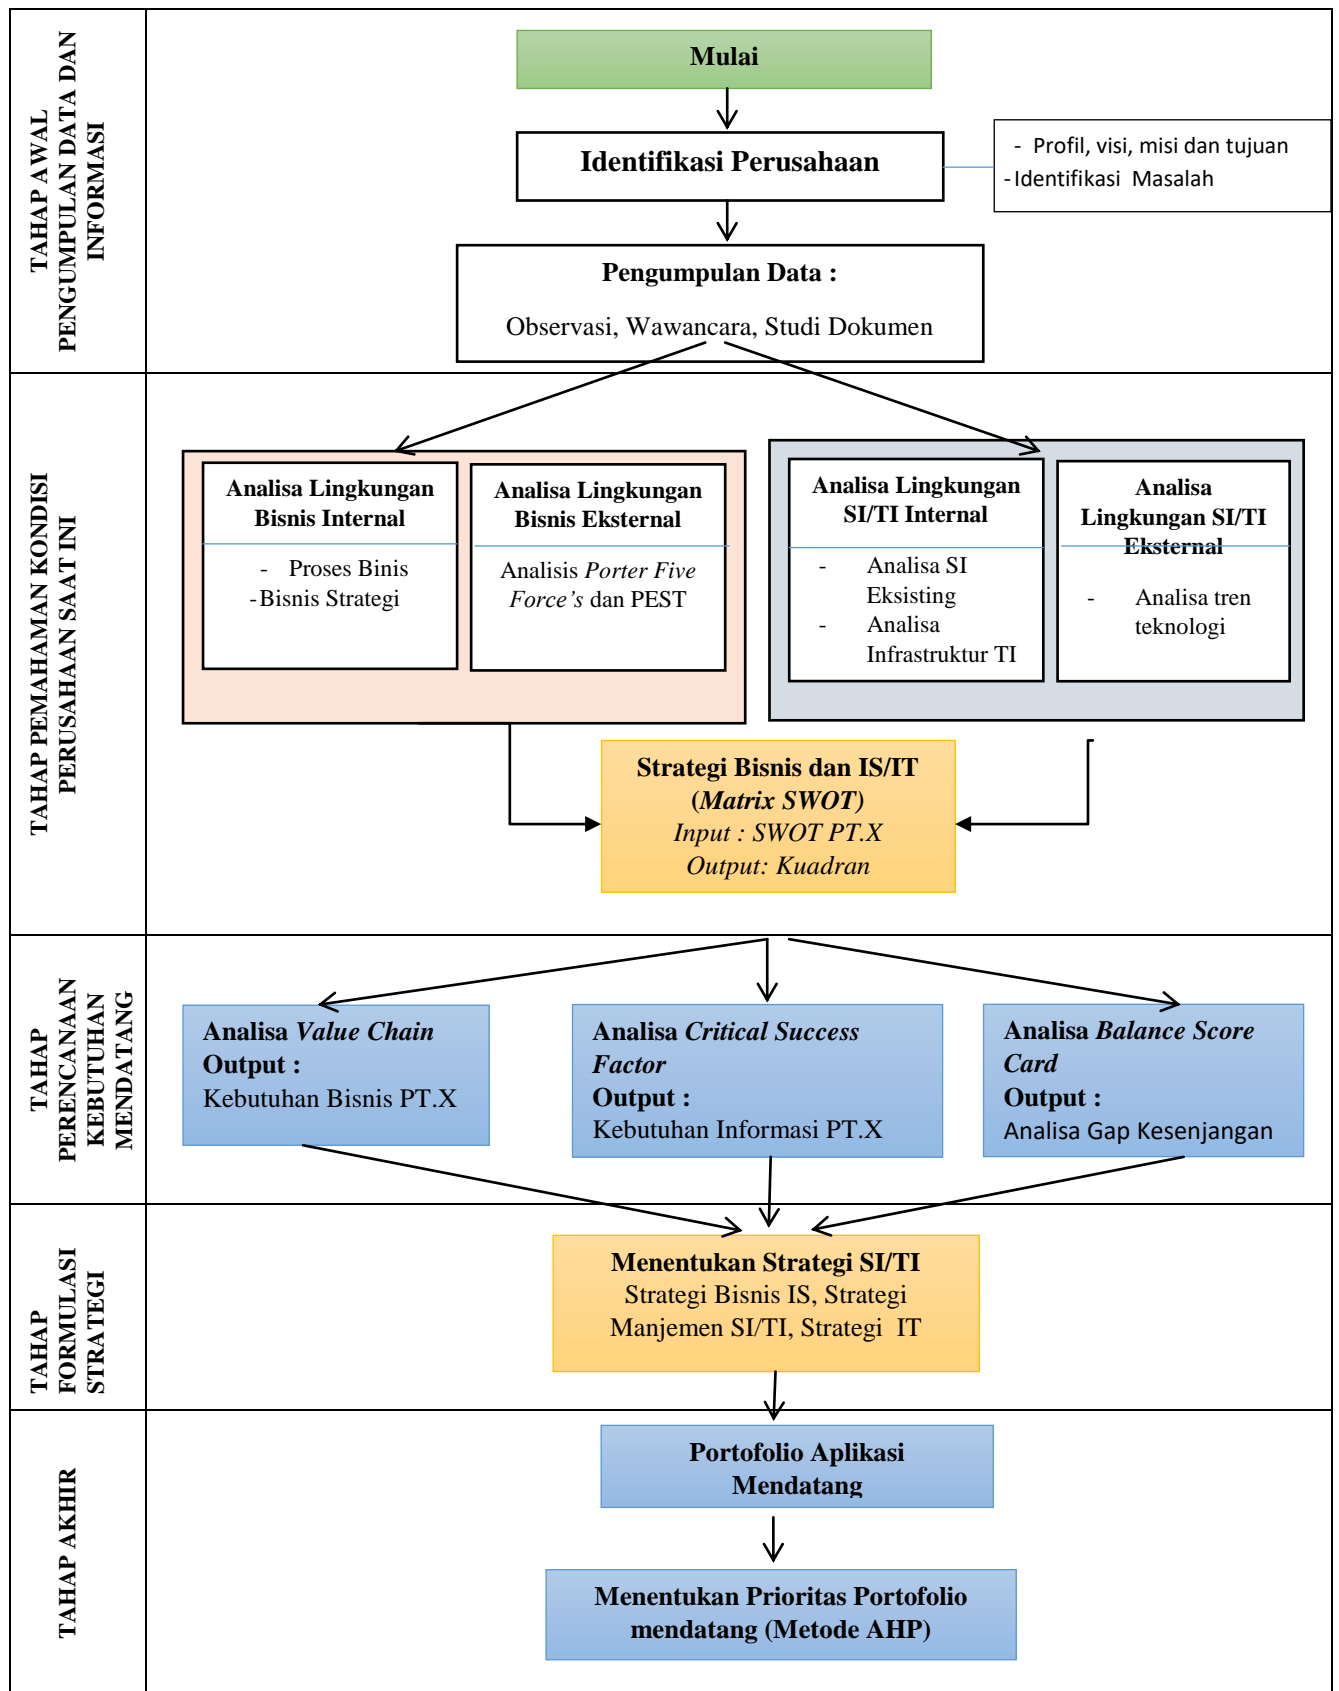 TAHAP AWAL
PENGUMPULAN DATA DAN
INFORMASI
Mulai
Identifikasi Perusahaan
- Profil, visi, misi dan tujuan
- Identifikasi Masalah
Pengumpulan Data :
Observasi, Wawancara, Studi Dokumen
TAHAP PEMAHAMAN KONDISI
PERUSAHAAN SAAT INI
Analisa Lingkungan
Bisnis Internal
- Proses Binis
- Bisnis Strategi
Analisa Lingkungan
Bisnis Eksternal
Analisis Porter Five
Force's dan PEST
Analisa Lingkungan
SI/TI Internal
- Analisa SI
Eksisting
- Analisa
Infrastruktur TI
Analisa
Lingkungan SI/TI
Eksternal
- Analisa tren
teknologi
Strategi Bisnis dan IS/IT
(Matrix SWOT)
Input : SWOT PT.X
Output: Kuadran
TAHAP
PERENCANAAN
KEBUTUHAN
MENDATANG
Analisa Value Chain
Output :
Kebutuhan Bisnis PT.X
Analisa Critical Success
Factor
Output :
Kebutuhan Informasi PT.X
Analisa Balance Score
Card
Output :
Analisa Gap Kesenjangan
TAHAP
FORMULASI
STRATEGI
Menentukan Strategi SI/TI
Strategi Bisnis IS, Strategi
Manjemen SI/TI, Strategi  IT
TAHAP AKHIR
Portofolio Aplikasi
Mendatang
Menentukan Prioritas Portofolio
mendatang (Metode AHP)